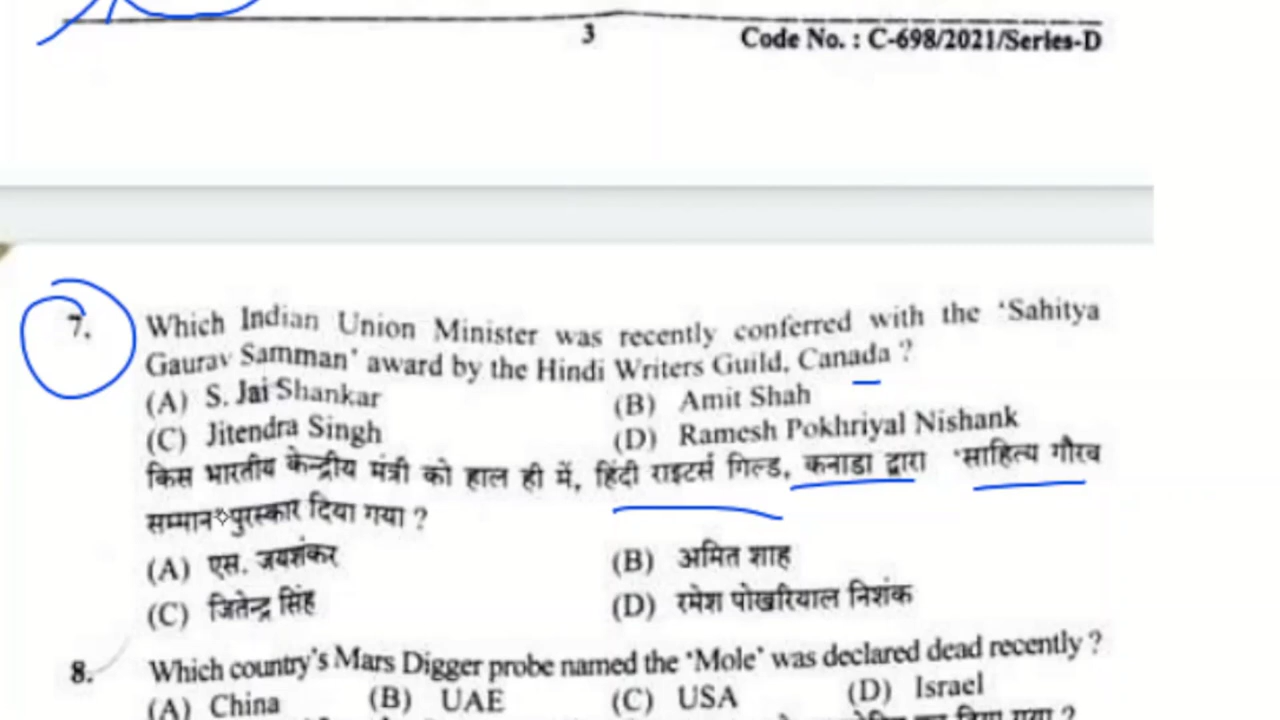 3 Code No. : C-698/2021/Series-D
7. Which Indian Union Minister was recently conferred with the 'Sahitya
Gaurav Samman' award by the Hindi Writers Guild, Canada ?
(A) S. Jai Shankar (B) Amit Shah
(C) Jitendra Singh (D) Ramesh Pokhriyal Nishank
किस भारतीय केन्द्रीय मंत्री को हाल ही में, हिंदी राइटर्स गिल्ड, कनाडा द्वारा 'साहित्य गौरव
सम्मान' पुरस्कार दिया गया ?
(A) एस. जयशंकर (B) अमित शाह
(C) जितेन्द्र सिंह (D) रमेश पोखरियाल निशंक
8. Which country's Mars Digger probe named the 'Mole' was declared dead recently ?
(A) China (B) UAE (C) USA (D) Israel
दिया गया ?